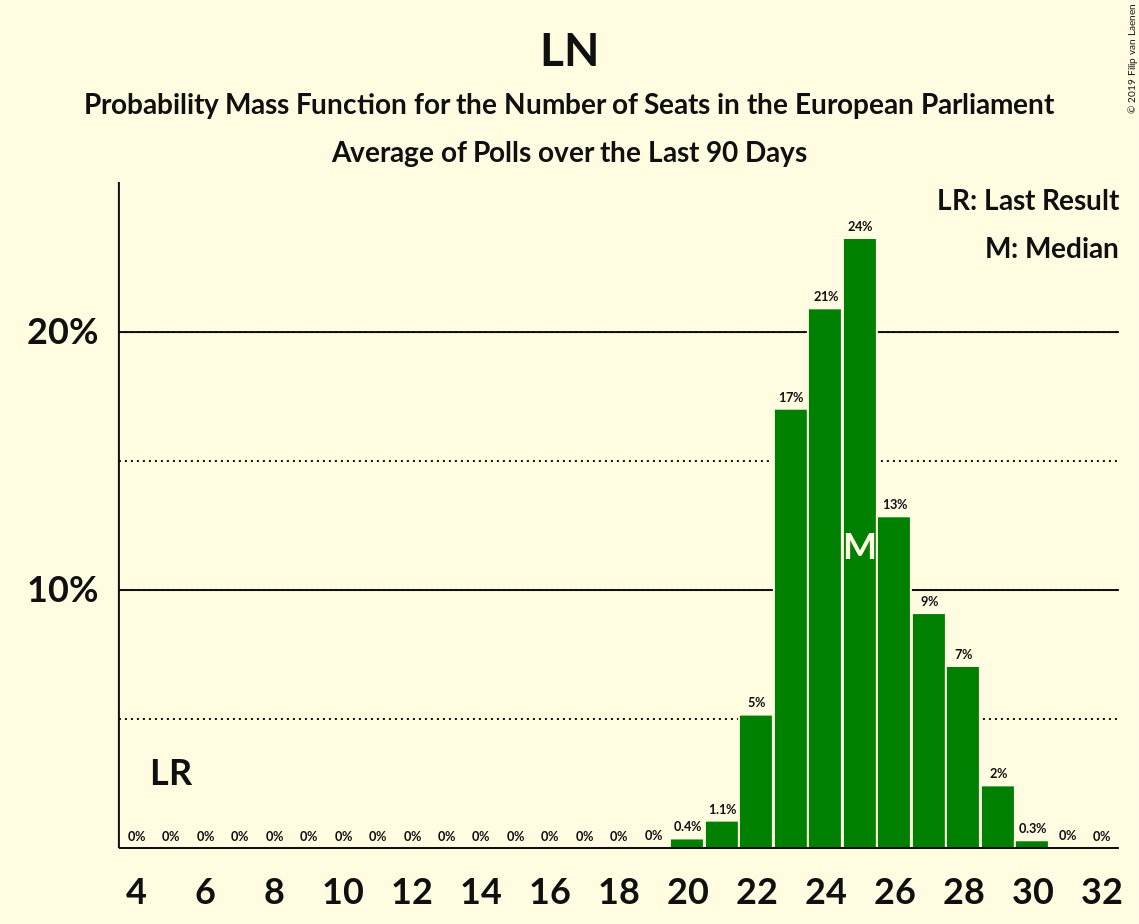 LN
Probability Mass Function for the Number of Seats in the European Parliament
Average of Polls over the Last 90 Days
© 2019 Filip van Laenen
LR: Last Result
M: Median
24%
21%
20%
17%
13%
M
10%
9%
7%
5%
LR
2%
1.1%
0% 0% 0% 0% 0% 0% 0% 0% 0% 0% 0% 0% 0% 0% 0% 0% 0.4% 0.3% 0% 0%
4 6 8 10 12 14 16 18 20 22 24 26 28 30 32